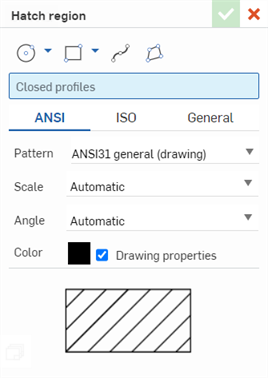 Hatch region
Closed profiles
ANSI ISO General
Pattern ANSI31 general (drawing)
Scale Automatic
Angle Automatic
Color Drawing properties